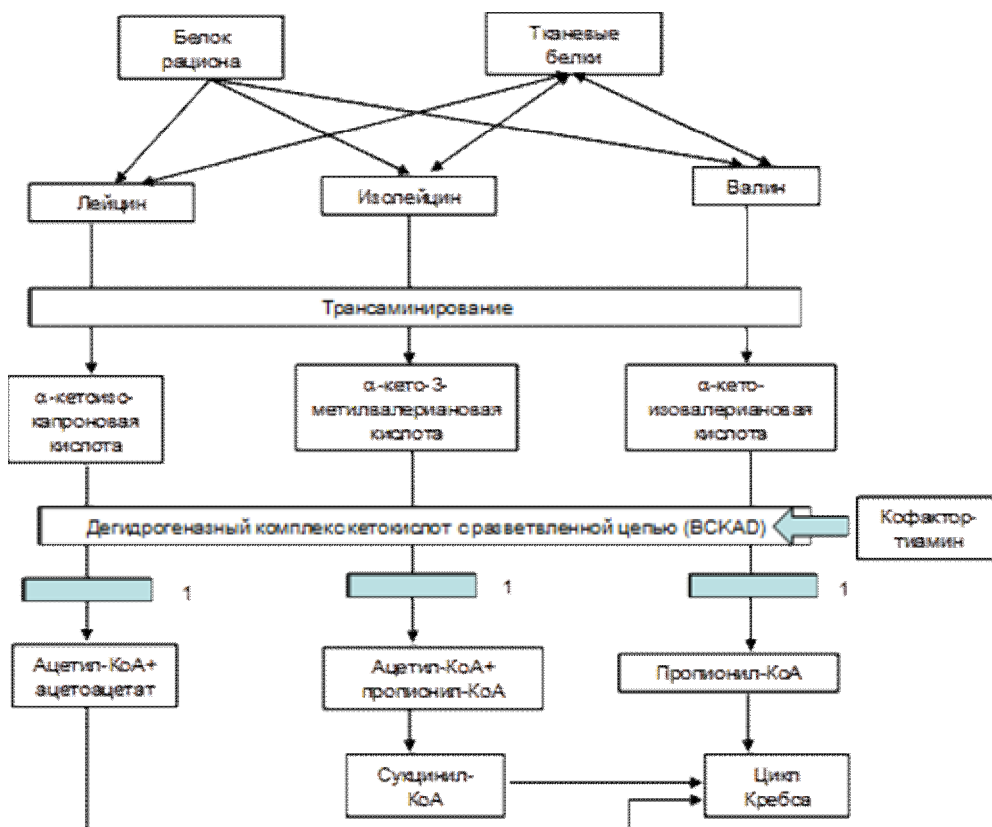 Белок
рациона
Тканевые
белки
Лейцин
Изолейцин
Валин
Трансаминирование
α-кетоизо-
капроновая
кислота
α-кето-3-
метилвалериановая
кислота
α-кето-
изовалериановая
кислота
Дегидрогеназный комплекс кетокислот с разветвленной цепью (BCKAD)
Кофактор-
тиамин
1
1
1
Ацетил-КоА+
ацетоацетат
Ацетил-КоА+
пропионил-КоА
Пропионил-КоА
Сукцинил-
КоА
Цикл
Кребса